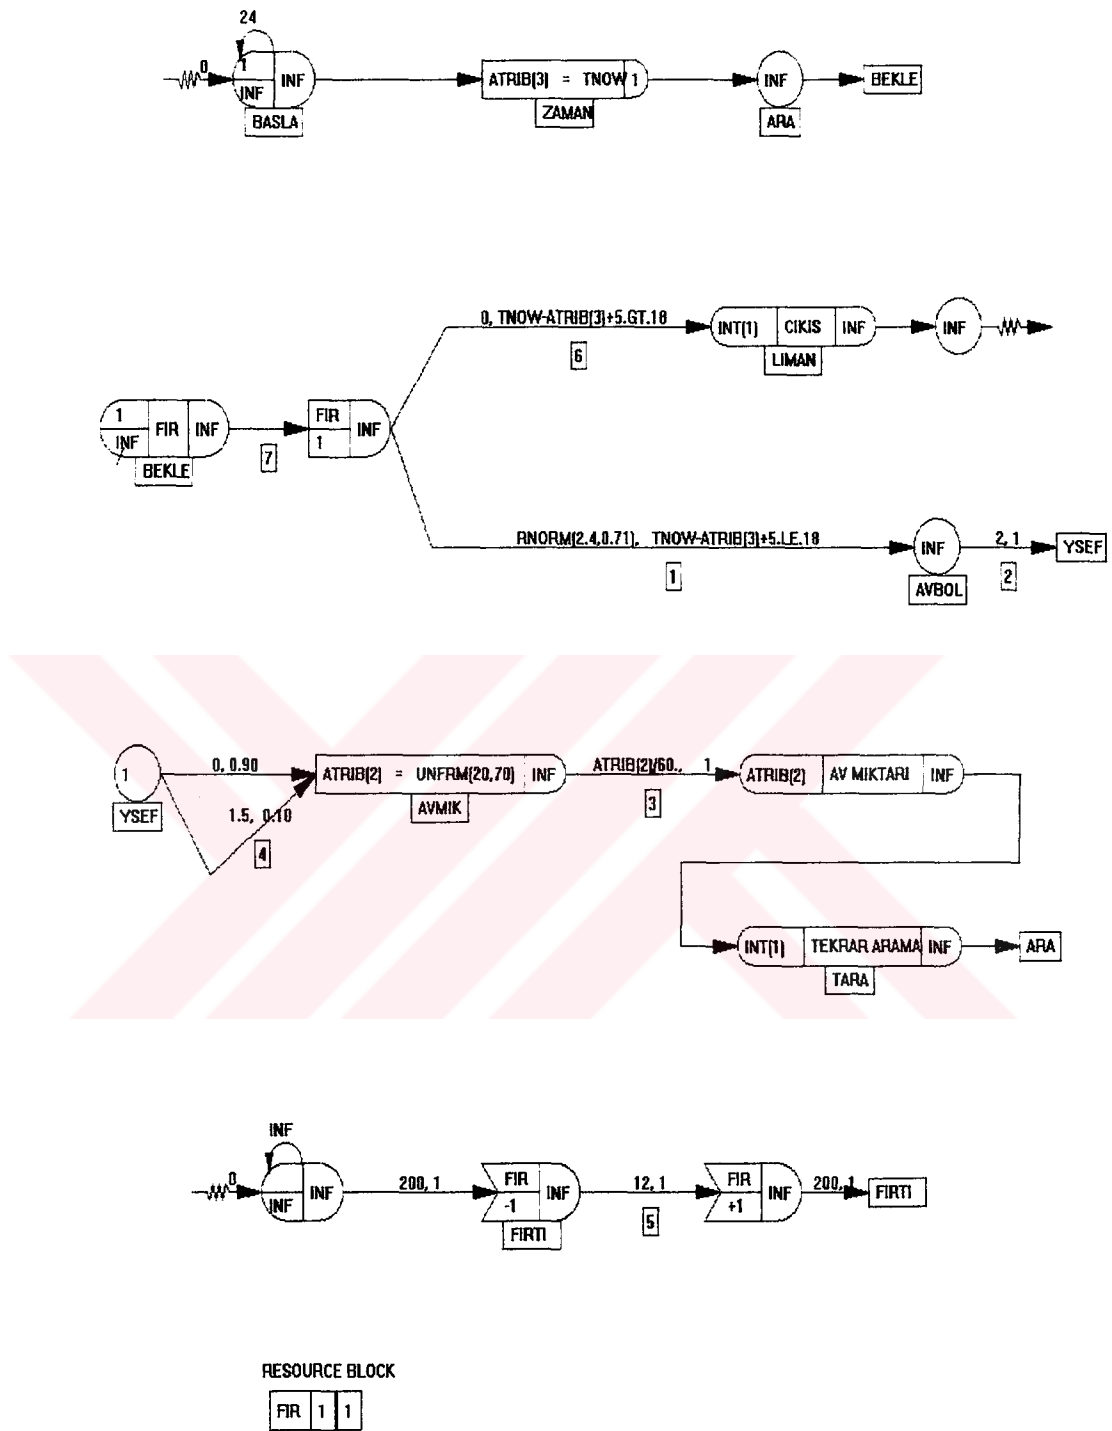 24
0
1
INF
INF
BASLA
ATRIB(3) = TNOW 1
ZAMAN
INF
ARA
BEKLE
0, TNOW-ATRIB(3)+5.GT.18
6
INT(1) CIKIS INF
LIMAN
INF
1
INF
FIR INF
BEKLE
7
FIR
1
INF
RNORM(2.4,0.71), TNOW-ATRIB(3)+5.LE.18
1
INF
AVBOL
2, 1
2
YSEF
1
YSEF
0, 0.90
1.5, 0.10
4
ATRIB(2) = UNFRM(20,70) INF
AVMIK
ATRIB(2)/60., 1
3
ATRIB(2) AV MIKTARI INF
INT(1) TEKRAR ARAMA INF
TARA
ARA
INF
0
INF
INF
200, 1
FIR
-1
INF
FIRTI
12, 1
5
FIR
+1
INF
200, 1
FIRTI
RESOURCE BLOCK
FIR 1 1